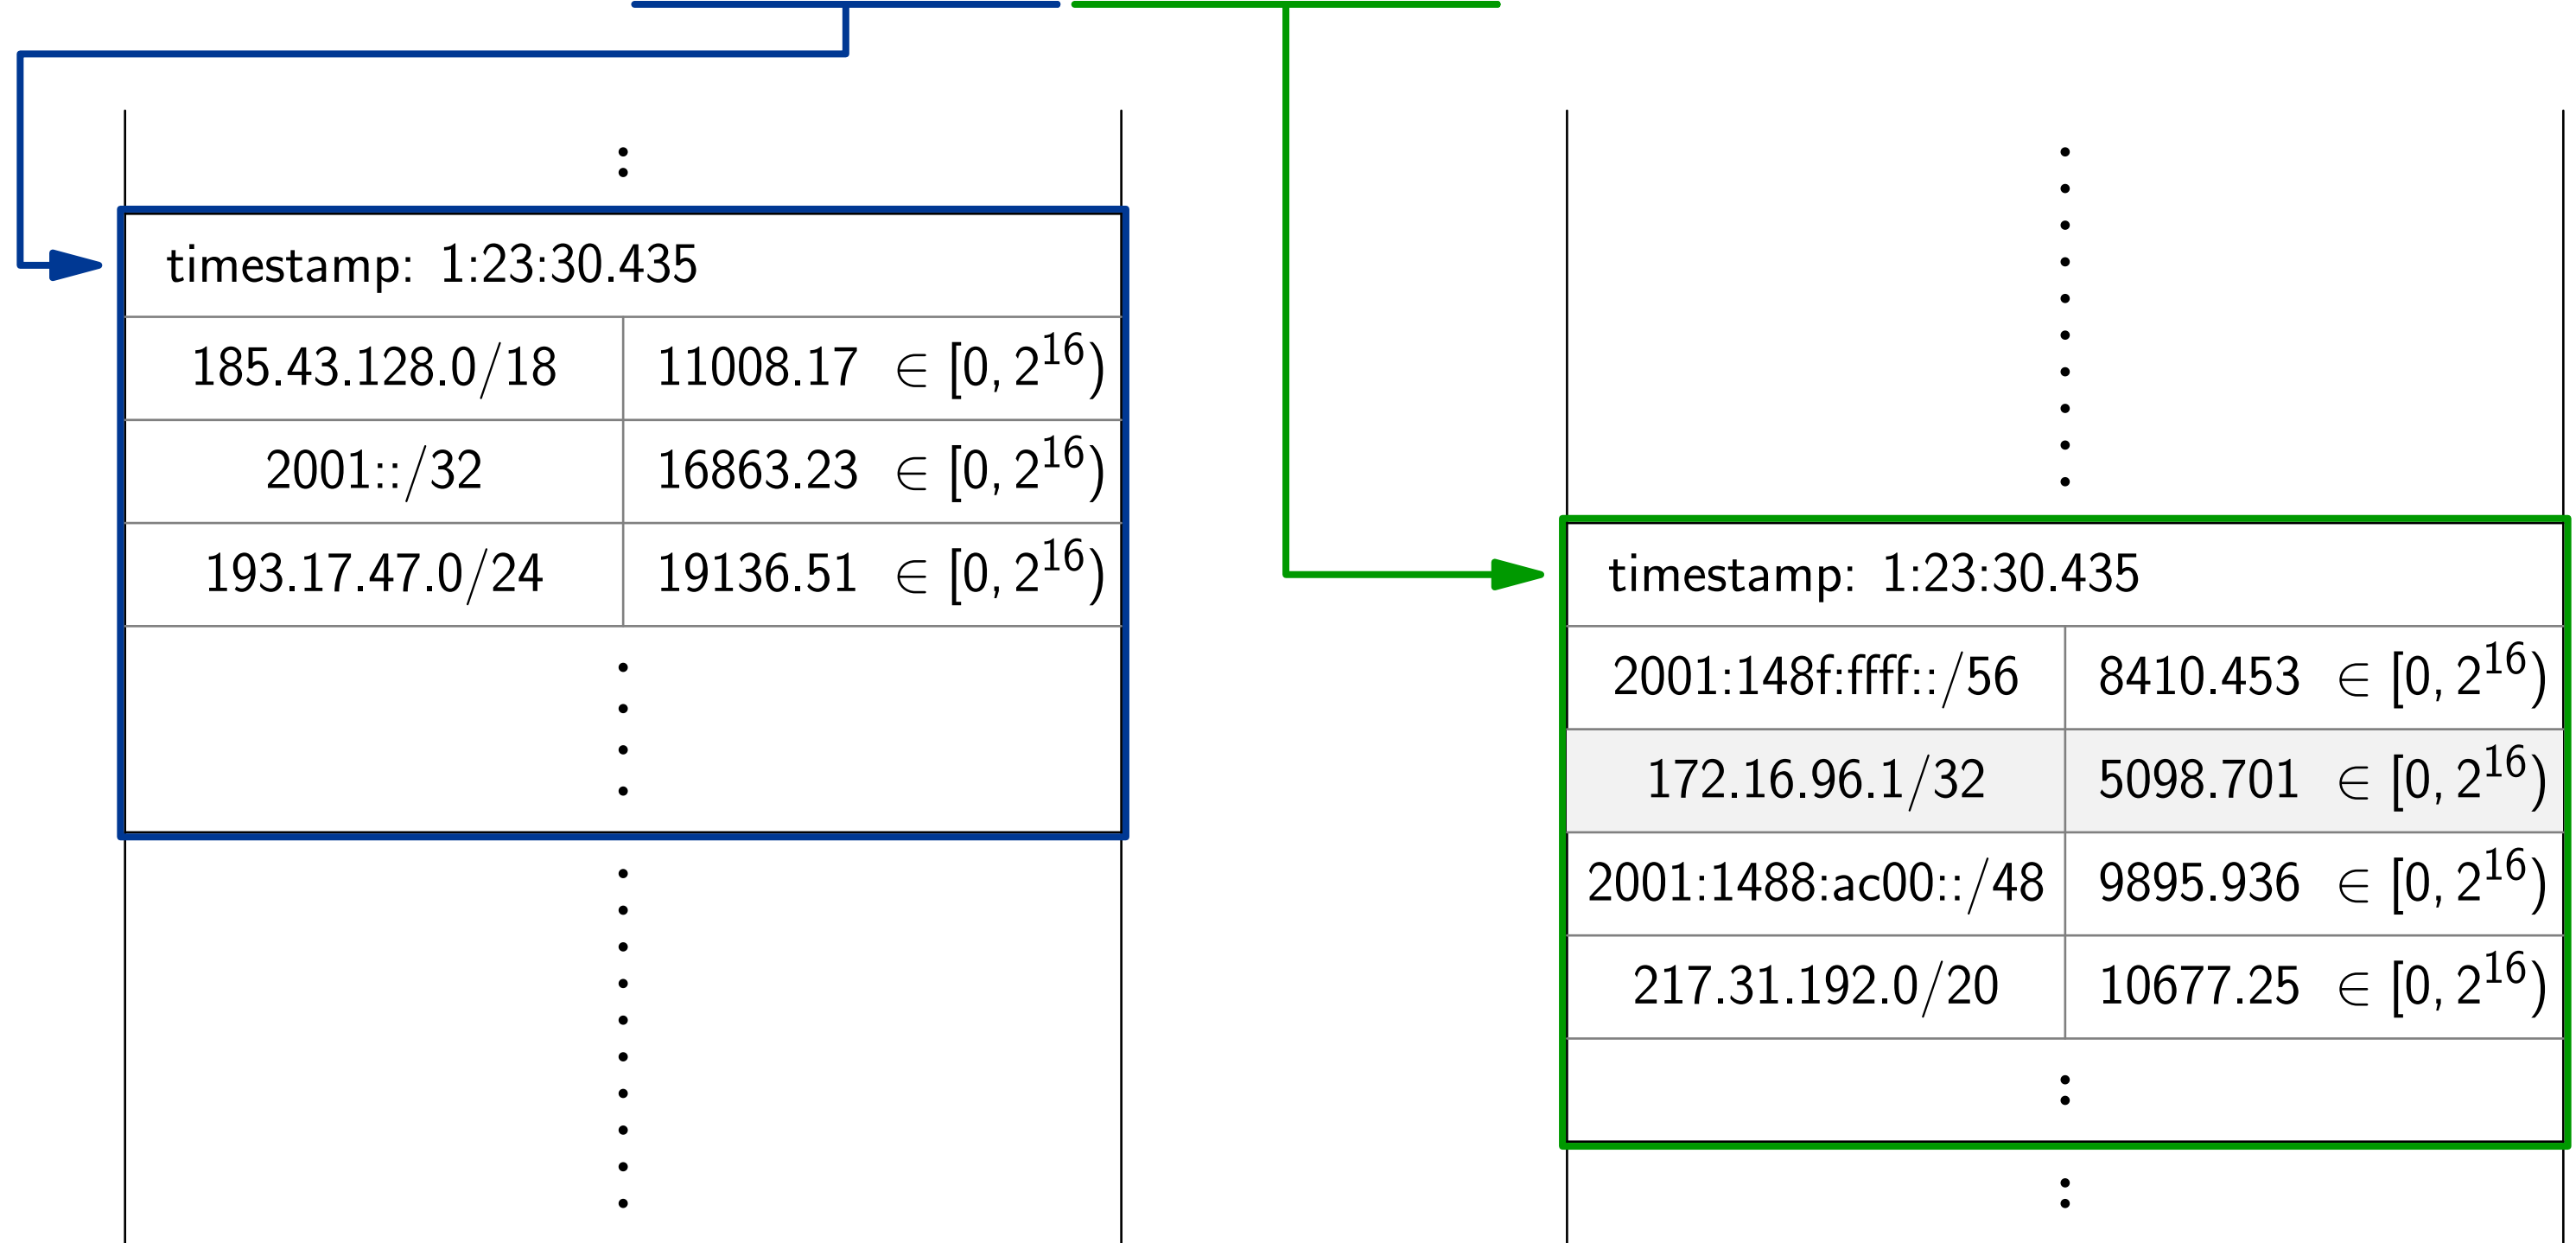 timestamp: 1:23:30.435
185.43.128.0/18 11008.17 ∈ [0, 2^16)
2001::/32 16863.23 ∈ [0, 2^16)
193.17.47.0/24 19136.51 ∈ [0, 2^16)
timestamp: 1:23:30.435
2001:148f:ffff::/56 8410.453 ∈ [0, 2^16)
172.16.96.1/32 5098.701 ∈ [0, 2^16)
2001:1488:ac00::/48 9895.936 ∈ [0, 2^16)
217.31.192.0/20 10677.25 ∈ [0, 2^16)